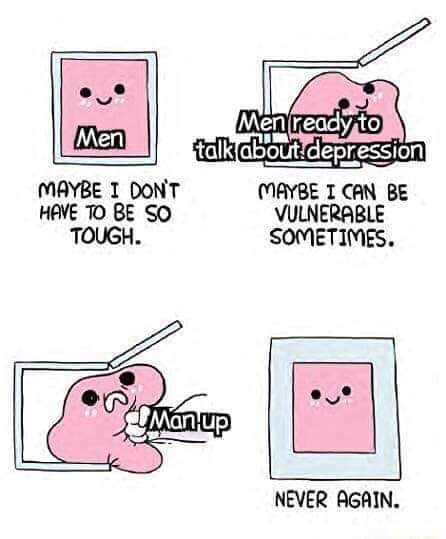 Men
MAYBE I DON'T
HAVE TO BE SO
TOUGH.
Men ready to
talk about depression
MAYBE I CAN BE
VULNERABLE
SOMETIMES.
Man up
NEVER AGAIN.